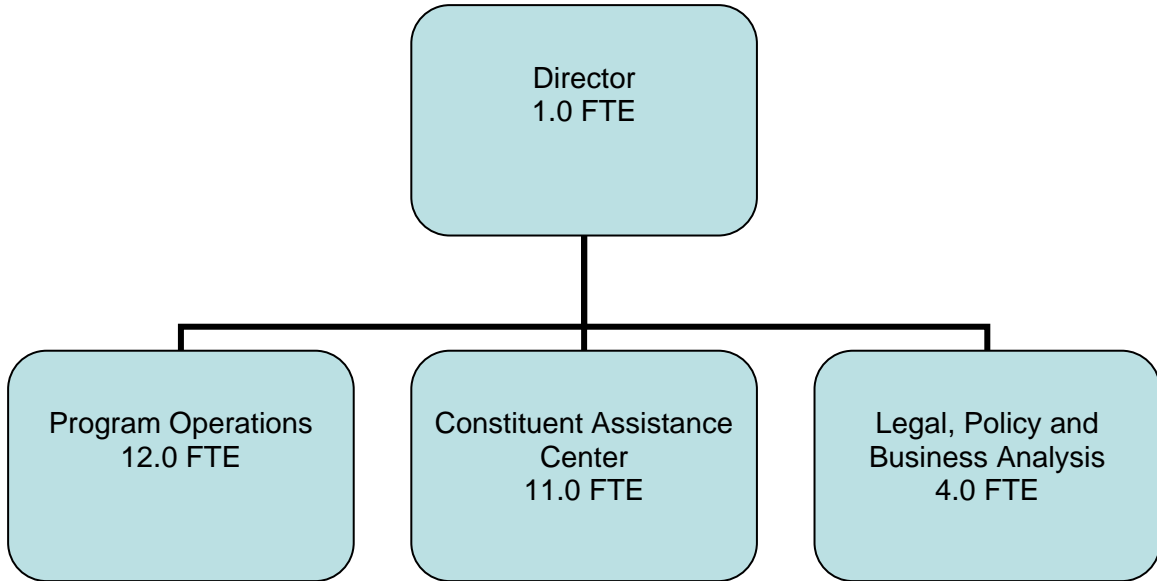 Director
1.0 FTE
Program Operations
12.0 FTE
Constituent Assistance
Center
11.0 FTE
Legal, Policy and
Business Analysis
4.0 FTE